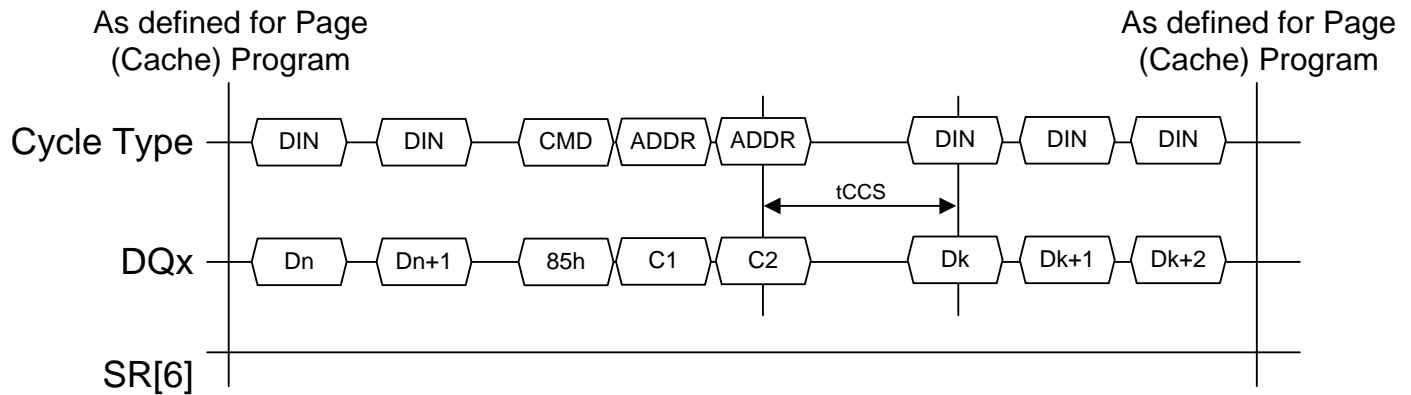 As defined for Page
(Cache) Program
As defined for Page
(Cache) Program
Cycle Type
DIN DIN CMD ADDR ADDR DIN DIN DIN
tCCS
DQx
Dn Dn+1 85h C1 C2 Dk Dk+1 Dk+2
SR[6]